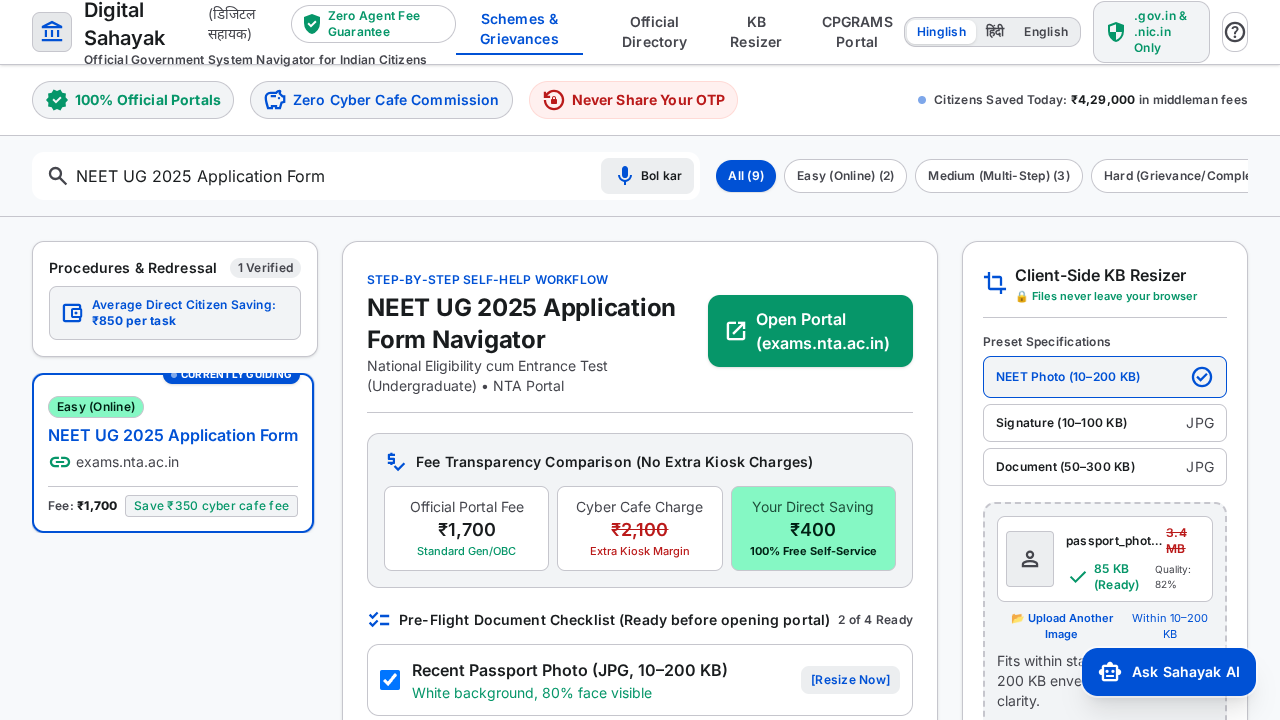 Digital
Sahayak
(डिजिटल
सहायक)
Official Government System Navigator for Indian Citizens
Zero Agent Fee
Guarantee
Schemes &
Grievances
Official
Directory
KB
Resizer
CPGRAMS
Portal
Hinglish
हिंदी
English
.gov.in &
.nic.in
Only
100% Official Portals
Zero Cyber Cafe Commission
Never Share Your OTP
Citizens Saved Today: ₹4,29,000 in middleman fees
NEET UG 2025 Application Form
Bol kar
All (9)
Easy (Online) (2)
Medium (Multi-Step) (3)
Hard (Grievance/Comple
Procedures & Redressal
1 Verified
Average Direct Citizen Saving:
₹850 per task
CURRENTLY GUIDING
Easy (Online)
NEET UG 2025 Application Form
exams.nta.ac.in
Fee: ₹1,700
Save ₹350 cyber cafe fee
STEP-BY-STEP SELF-HELP WORKFLOW
NEET UG 2025 Application
Form Navigator
National Eligibility cum Entrance Test
(Undergraduate) • NTA Portal
Open Portal
(exams.nta.ac.in)
Fee Transparency Comparison (No Extra Kiosk Charges)
Official Portal Fee
₹1,700
Standard Gen/OBC
Cyber Cafe Charge
₹2,100
Extra Kiosk Margin
Your Direct Saving
₹400
100% Free Self-Service
Pre-Flight Document Checklist (Ready before opening portal)
2 of 4 Ready
Recent Passport Photo (JPG, 10–200 KB)
White background, 80% face visible
[Resize Now]
Client-Side KB Resizer
🔒 Files never leave your browser
Preset Specifications
NEET Photo (10–200 KB)
Signature (10–100 KB)
JPG
Document (50–300 KB)
JPG
passport_phot...
3.4
MB
85 KB
(Ready)
Quality:
82%
📂 Upload Another
Image
Within 10–200
KB
Fits within sta
200 KB enve
clarity.
Ask Sahayak AI